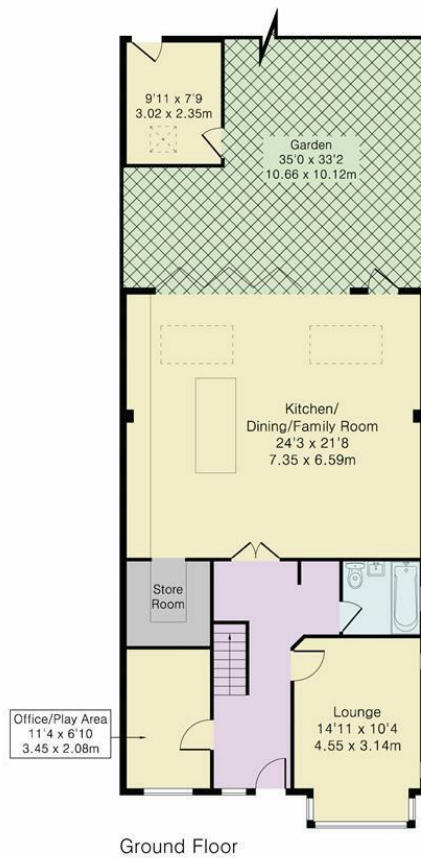 9'11 x 7'9
3.02 x 2.35m
Garden
35'0 x 33'2
10.66 x 10.12m
Kitchen/
Dining/Family Room
24'3 x 21'8
7.35 x 6.59m
Store
Room
Office/Play Area
11'4 x 6'10
3.45 x 2.08m
Lounge
14'11 x 10'4
4.55 x 3.14m
Ground Floor